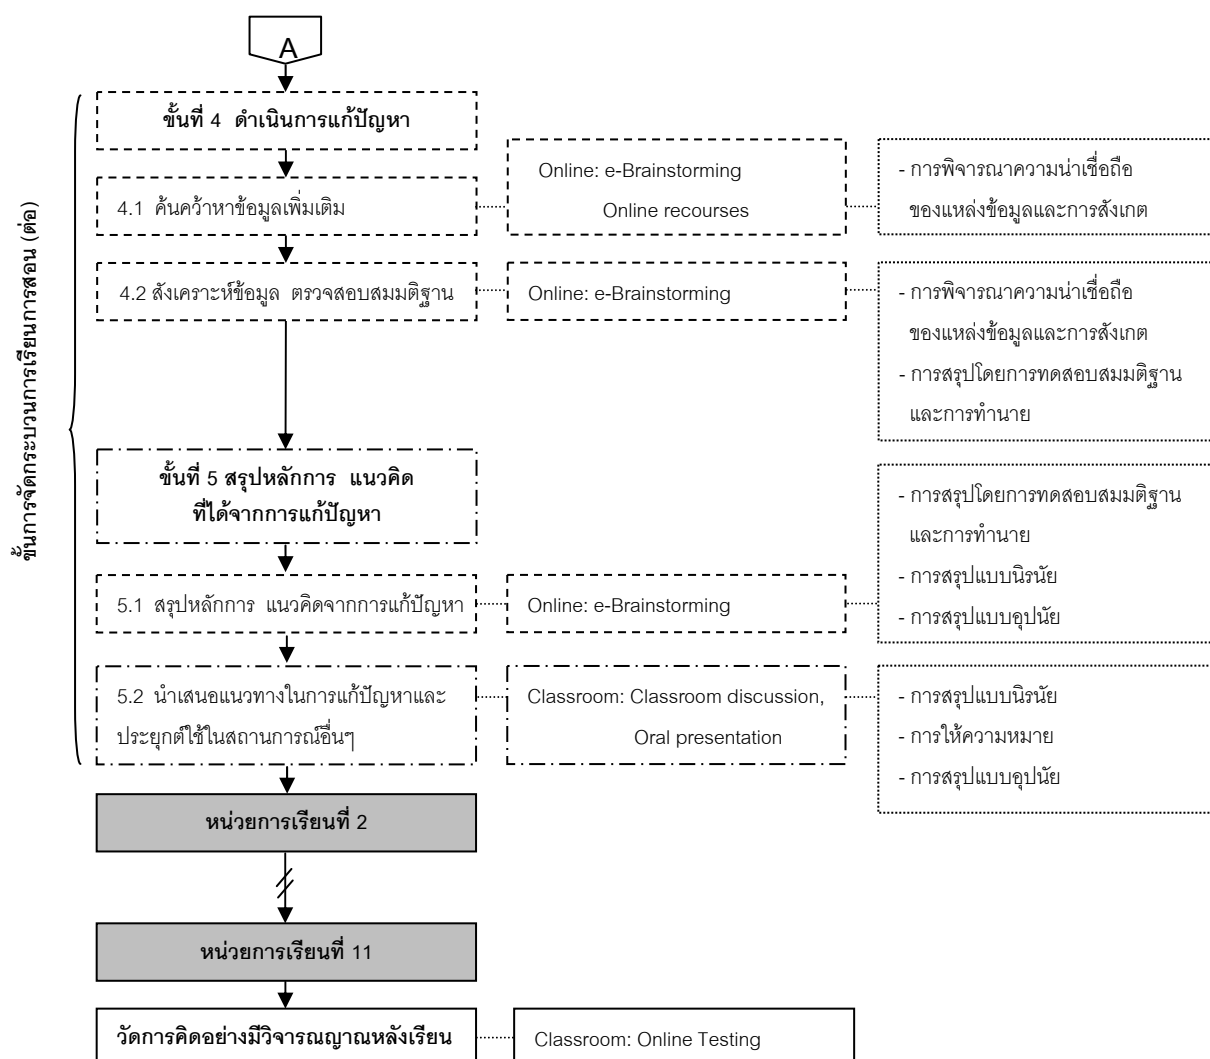 A
ขั้นการจัดกระบวนการเรียนการสอน (ต่อ)
ขั้นที่ 4 ดำเนินการแก้ปัญหา
4.1 ค้นคว้าหาข้อมูลเพิ่มเติม
Online: e-Brainstorming
Online recourses
- การพิจารณาความน่าเชื่อถือ
ของแหล่งข้อมูลและการสังเกต
4.2 สังเคราะห์ข้อมูล ตรวจสอบสมมติฐาน
Online: e-Brainstorming
- การพิจารณาความน่าเชื่อถือ
ของแหล่งข้อมูลและการสังเกต
- การสรุปโดยการทดสอบสมมติฐาน
และการทำนาย
ขั้นที่ 5 สรุปหลักการ แนวคิด
ที่ได้จากการแก้ปัญหา
5.1 สรุปหลักการ แนวคิดจากการแก้ปัญหา
Online: e-Brainstorming
- การสรุปโดยการทดสอบสมมติฐาน
และการทำนาย
- การสรุปแบบนิรนัย
- การสรุปแบบอุปนัย
5.2 นำเสนอแนวทางในการแก้ปัญหาและ
ประยุกต์ใช้ในสถานการณ์อื่นๆ
Classroom: Classroom discussion,
Oral presentation
- การสรุปแบบนิรนัย
- การให้ความหมาย
- การสรุปแบบอุปนัย
หน่วยการเรียนที่ 2
หน่วยการเรียนที่ 11
วัดการคิดอย่างมีวิจารณญาณหลังเรียน
Classroom: Online Testing